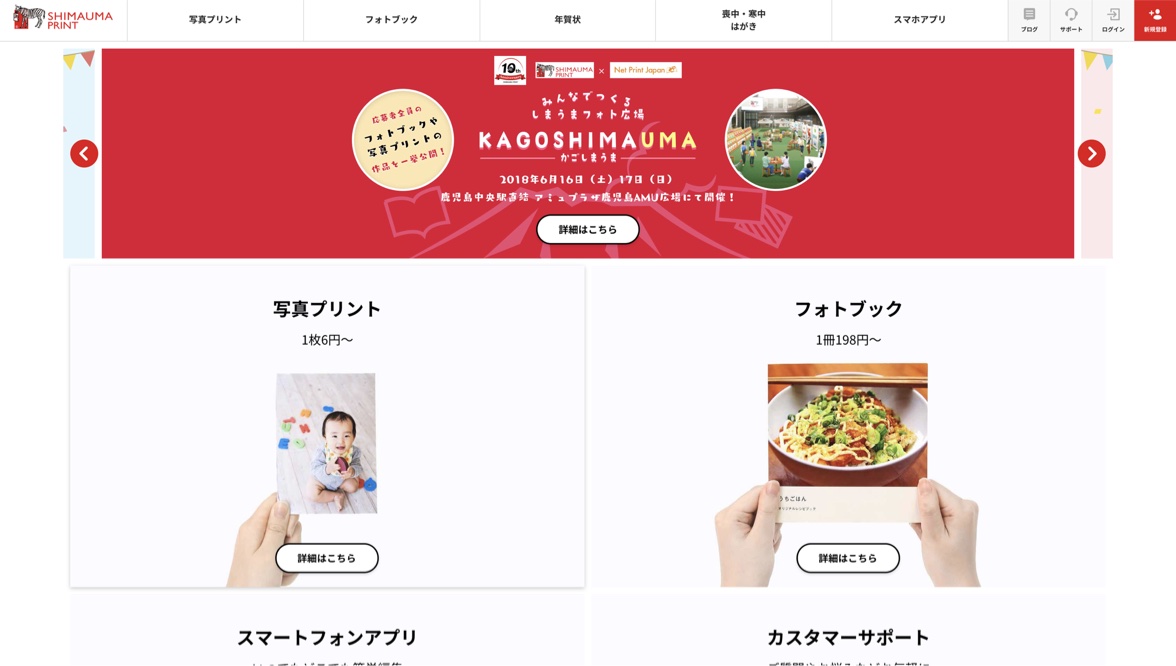 SHIMAUMA
PRINT
写真プリント
フォトブック
年賀状
喪中・寒中
はがき
スマホアプリ
ブログ
サポート
ログイン
新規登録
10th
SHIMAUMA
PRINT
×
Net Print Japan
応募者全員の
フォトブックや
写真プリントの
作品を一挙公開！
みんなでつくる
しまうまフォト広場
KAGOSHIMAUMA
かごしまうま
2018年6月16日（土）17日（日）
鹿児島中央駅直結 アミュプラザ鹿児島AMU広場にて開催！
詳細はこちら
写真プリント
1枚6円〜
詳細はこちら
フォトブック
1冊198円〜
うちごはん
詳細はこちら
スマートフォンアプリ
カスタマーサポート